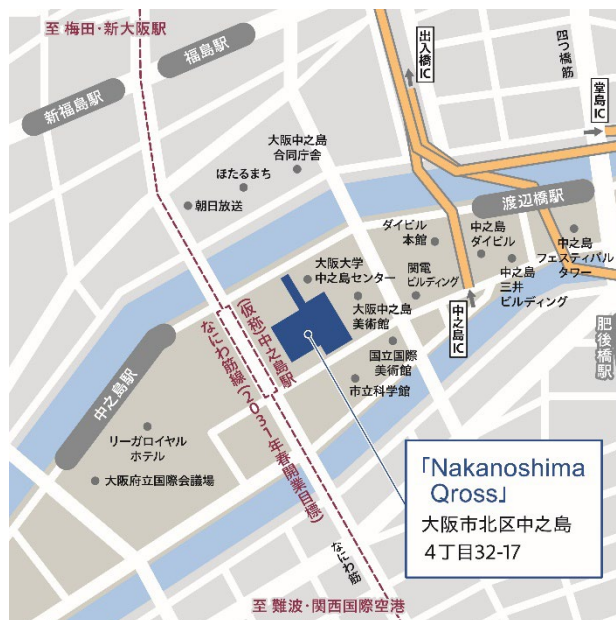 至 梅田・新大阪駅
福島駅
新福島駅
出入橋IC
四つ橋筋
堂島IC
大阪中之島
合同庁舎
ほたるまち
朝日放送
渡辺橋駅
ダイビル
本館
中之島
ダイビル
中之島
フェスティバル
タワー
大阪大学
中之島センター
関電
ビルディング
中之島
三井
ビルディング
大阪中之島
美術館
中之島IC
肥後橋駅
国立国際
美術館
市立科学館
(仮称)中之島駅
なにわ筋線(2031年春開業目標)
中之島駅
リーガロイヤル
ホテル
大阪府立国際会議場
「Nakanoshima
Qross」
大阪市北区中之島
4丁目32-17
なにわ筋
至 難波・関西国際空港